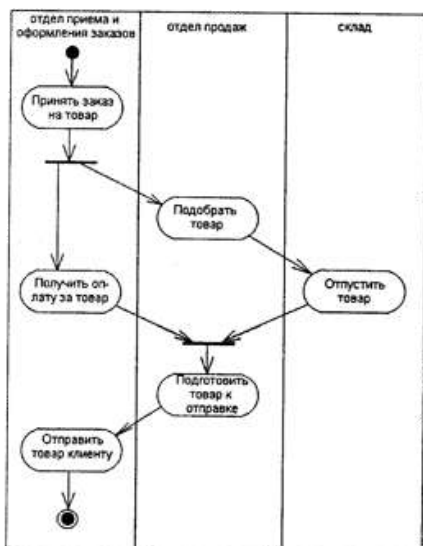 отдел приема и
оформления заказов
отдел продаж
склад
Принять заказ
на товар
Подобрать
товар
Получить оп-
лату за товар
Отпустить
товар
Подготовить
товар к
отправке
Отправить
товар клиенту